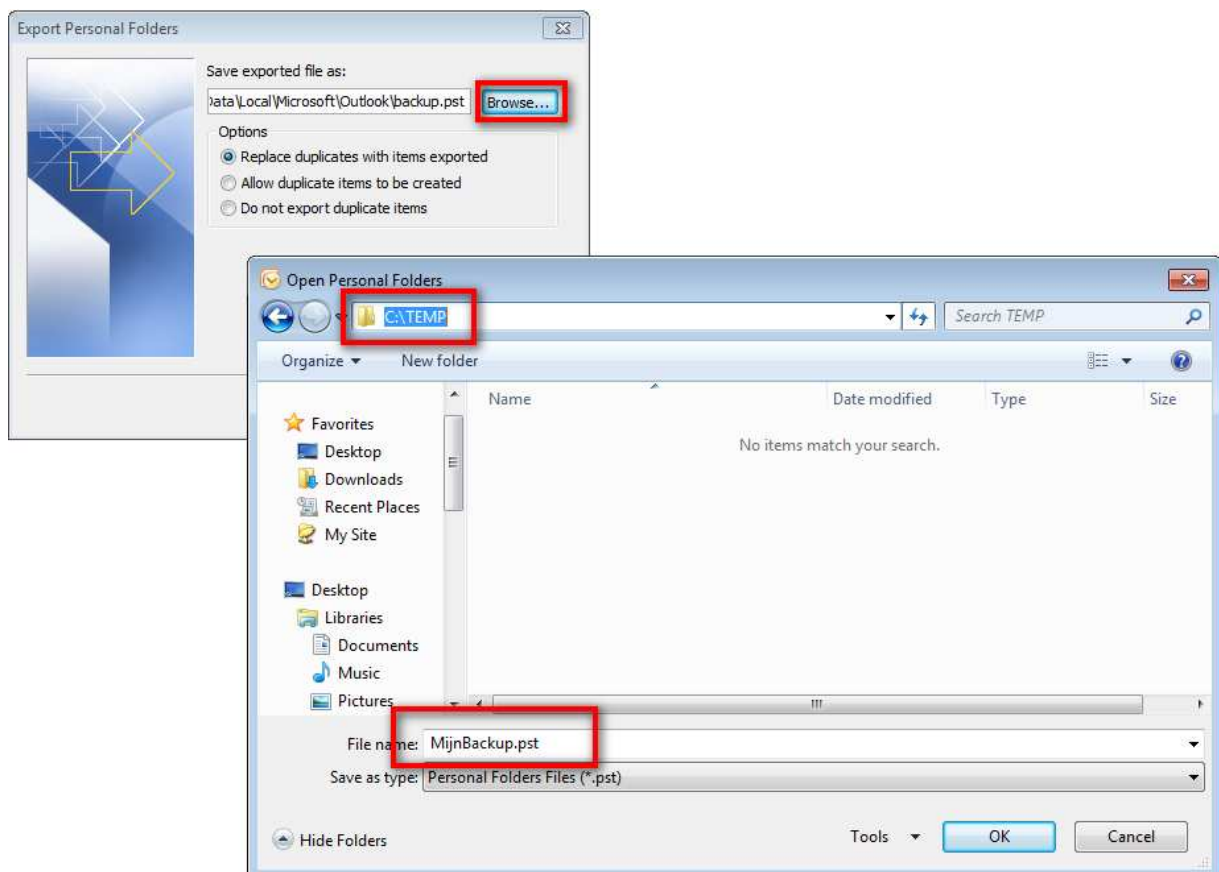 Export Personal Folders
Save exported file as:
Data\Local\Microsoft\Outlook\backup.pst Browse...
Options
Replace duplicates with items exported
Allow duplicate items to be created
Do not export duplicate items
Open Personal Folders
C:\TEMP Search TEMP
Organize New folder
Name Date modified Type Size
No items match your search.
Favorites
Desktop
Downloads
Recent Places
My Site
Desktop
Libraries
Documents
Music
Pictures
File name: MijnBackup.pst
Save as type: Personal Folders Files (*.pst)
Hide Folders Tools OK Cancel